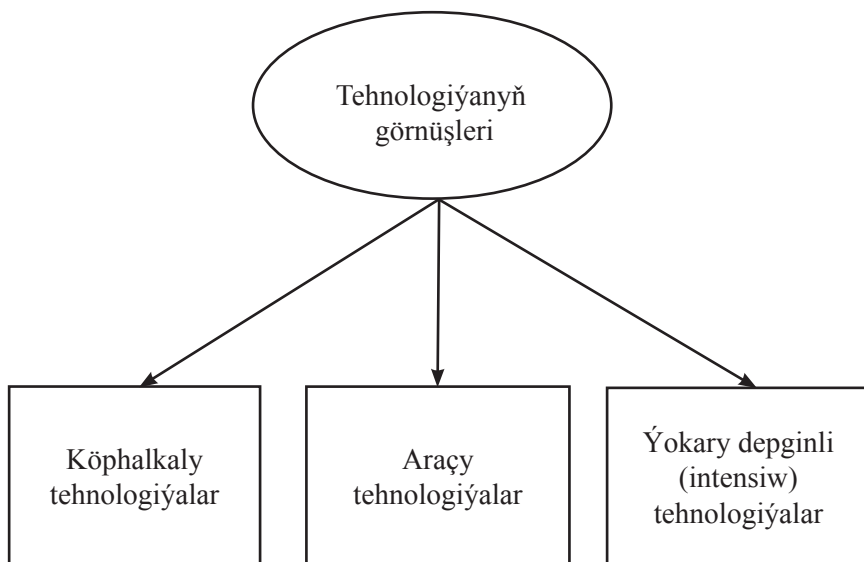 Tehnologiýanyň
görnüşleri
Köphalkaly
tehnologiýalar
Araçy
tehnologiýalar
Ýokary depginli
(intensiw)
tehnologiýalar